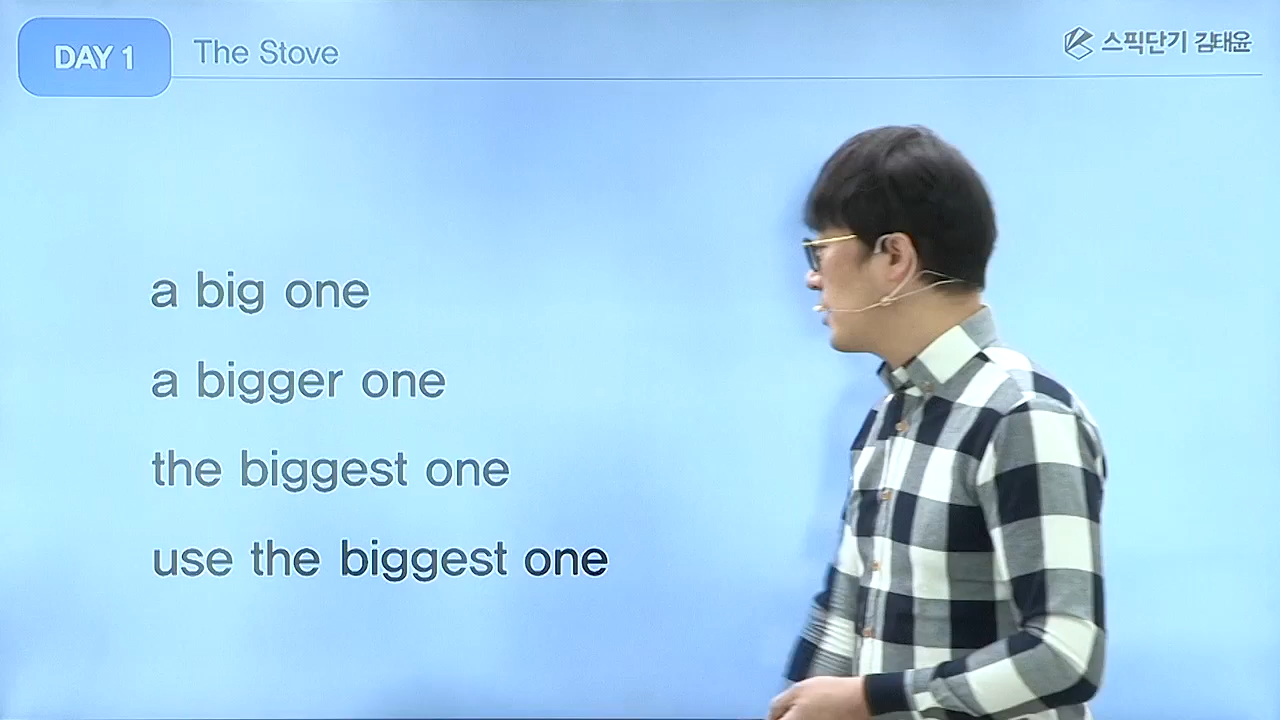 DAY 1
The Stove
스픽단기 김태윤
a big one
a bigger one
the biggest one
use the biggest one